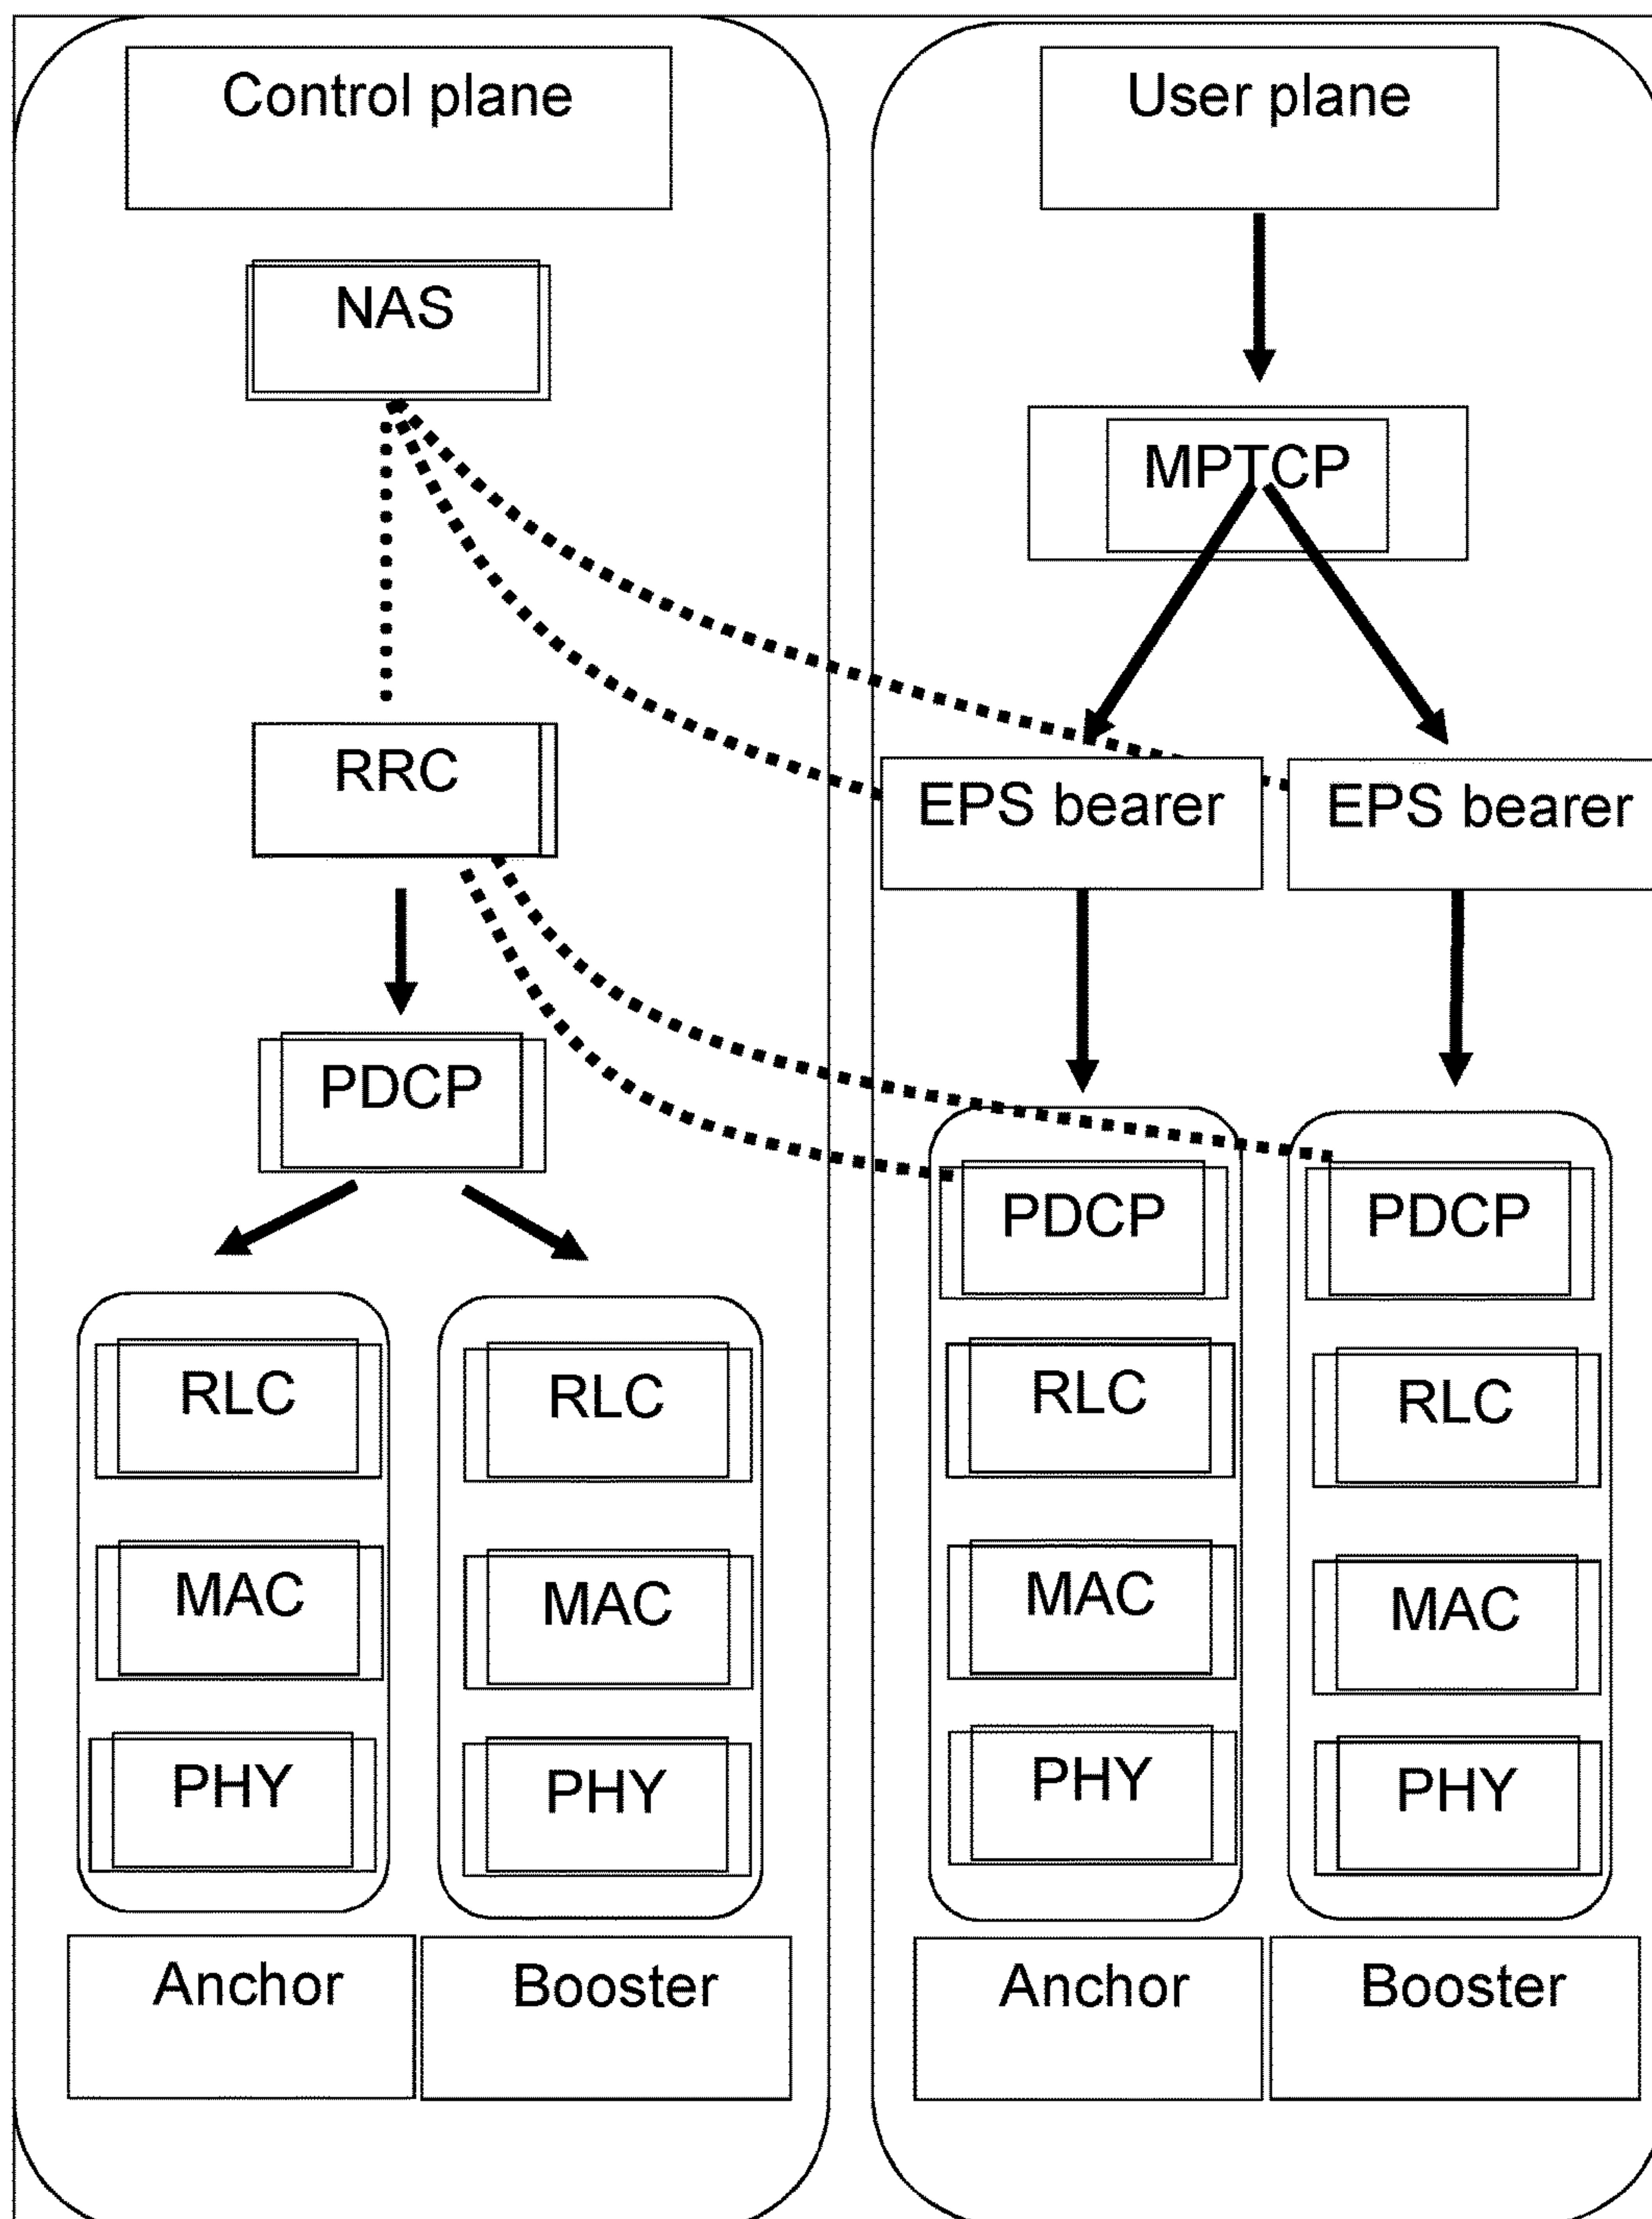 Control plane
NAS
RRC
PDCP
RLC
RLC
MAC
MAC
PHY
PHY
Anchor
Booster
User plane
MPTCP
EPS bearer
EPS bearer
PDCP
PDCP
RLC
RLC
MAC
MAC
PHY
PHY
Anchor
Booster